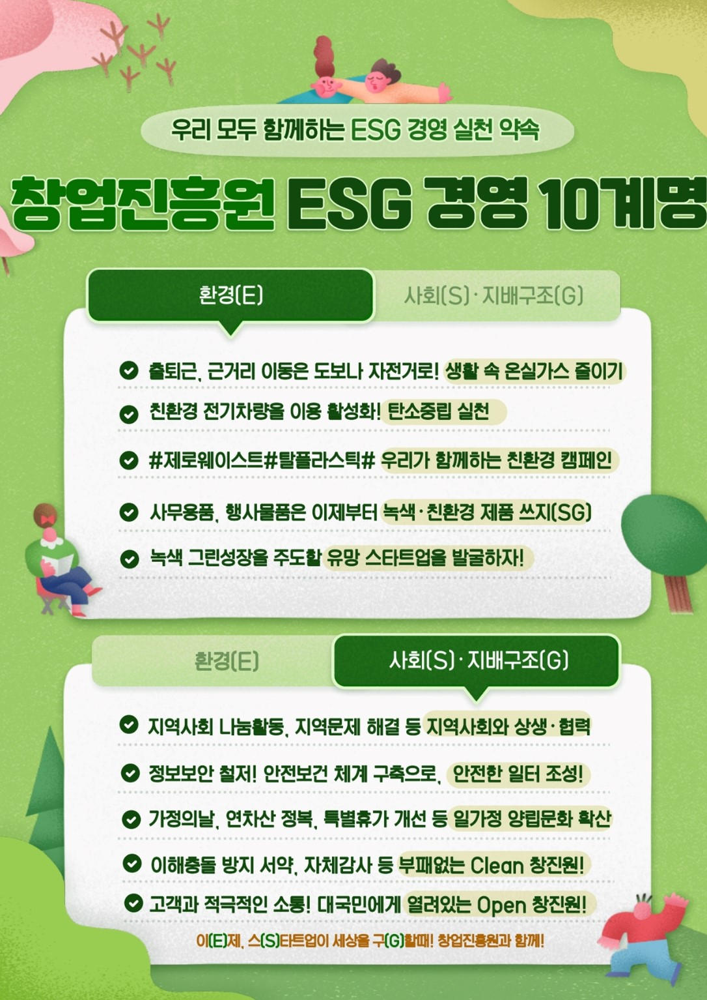 우리 모두 함께하는 ESG 경영 실천 약속
창업진흥원 ESG 경영 10계명
환경(E)
사회(S)·지배구조(G)
출퇴근, 근거리 이동은 도보나 자전거로! 생활 속 온실가스 줄이기
친환경 전기차량을 이용 활성화! 탄소중립 실천
#제로웨이스트#탈플라스틱# 우리가 함께하는 친환경 캠페인
사무용품, 행사물품은 이제부터 녹색·친환경 제품 쓰지(SG)
녹색 그린성장을 주도할 유망 스타트업을 발굴하자!
환경(E)
사회(S)·지배구조(G)
지역사회 나눔활동, 지역문제 해결 등 지역사회와 상생·협력
정보보안 철저! 안전보건 체계 구축으로, 안전한 일터 조성!
가정의날, 연차산 정복, 특별휴가 개선 등 일가정 양립문화 확산
이해충돌 방지 서약, 자체감사 등 부패없는 Clean 창진원!
고객과 적극적인 소통! 대국민에게 열려있는 Open 창진원!
이(E)제, 스(S)타트업이 세상을 구(G)할때! 창업진흥원과 함께!